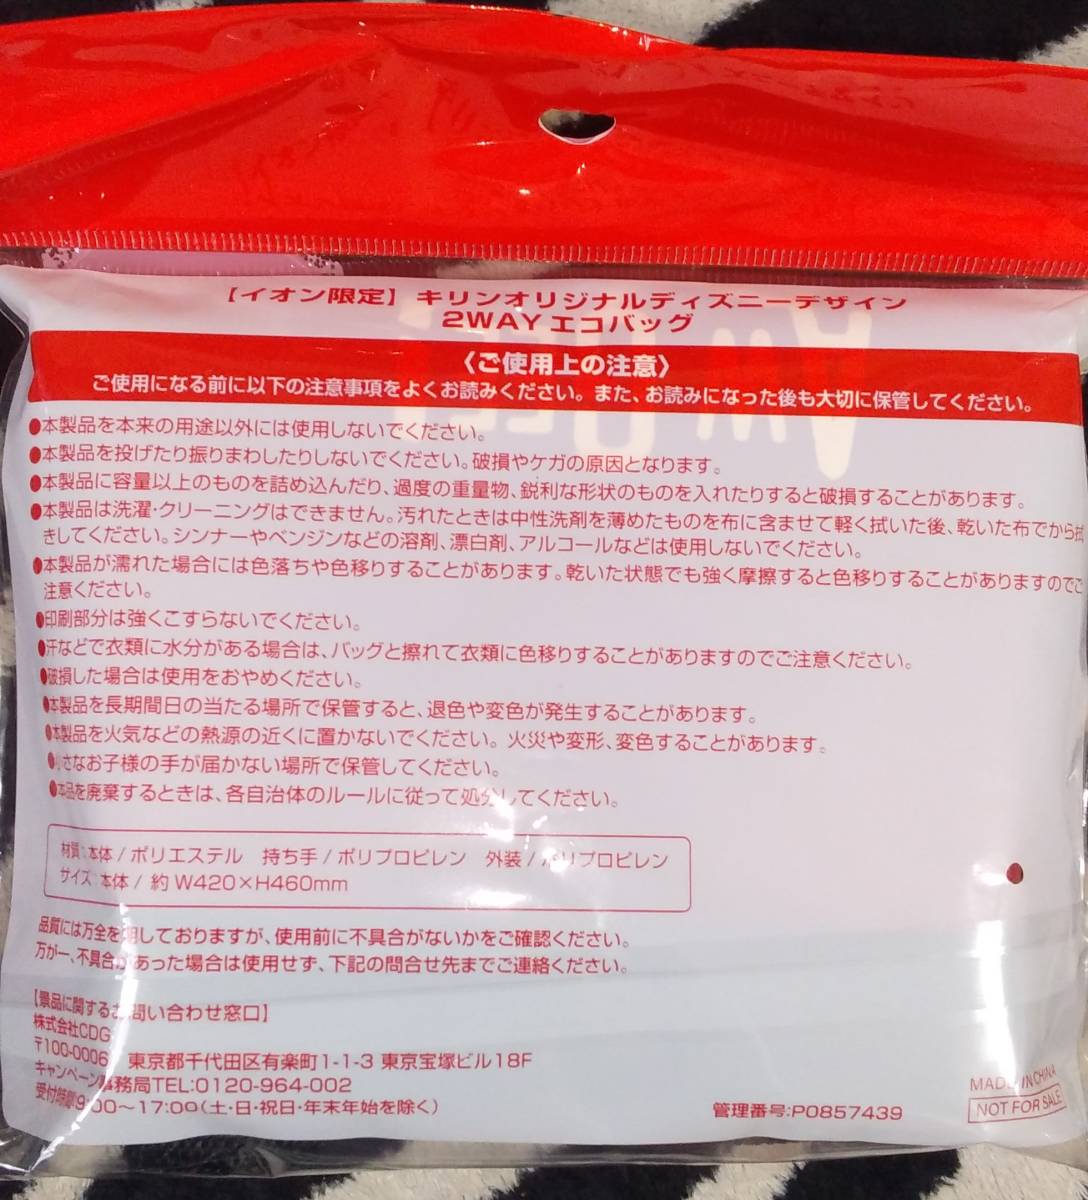 【イオン限定】キリンオリジナルディズニーデザイン
2WAYエコバッグ
〈ご使用上の注意〉
ご使用になる前に以下の注意事項をよくお読みください。また、お読みになった後も大切に保管してください。
●本製品を本来の用途以外には使用しないでください。
●本製品を投げたり振りまわしたりしないでください。破損やケガの原因となります。
●本製品に容量以上のものを詰め込んだり、過度の重量物、鋭利な形状のものを入れたりすると破損することがあります。
●本製品は洗濯・クリーニングはできません。汚れたときは中性洗剤を薄めたものを布に含ませて軽く拭いた後、乾いた布でから拭
きしてください。シンナーやベンジンなどの溶剤、漂白剤、アルコールなどは使用しないでください。
●本製品が濡れた場合には色落ちや色移りすることがあります。乾いた状態でも強く摩擦すると色移りすることがありますのでご
注意ください。
●印刷部分は強くこすらないでください。
●汗などで衣類に水分がある場合は、バッグと擦れて衣類に色移りすることがありますのでご注意ください。
●破損した場合は使用をおやめください。
●本製品を長期間日の当たる場所で保管すると、退色や変色が発生することがあります。
●本製品を火気などの熱源の近くに置かないでください。火災や変形、変色することがあります。
●小さなお子様の手が届かない場所で保管してください。
●本品を廃棄するときは、各自治体のルールに従って処分してください。
材質:本体/ポリエステル 持ち手/ポリプロピレン 外装/ポリプロピレン
サイズ:本体/約W420×H460mm
品質には万全を期しておりますが、使用前に不具合がないかをご確認ください。
万が一、不具合があった場合は使用せず、下記の問合せ先までご連絡ください。
【景品に関するお問い合わせ窓口】
株式会社CDG
〒100-0006 東京都千代田区有楽町1-1-3 東京宝塚ビル18F
キャンペーン事務局TEL:0120-964-002
受付時間9:00～17:00(土・日・祝日・年末年始を除く)
管理番号:P0857439
MADE IN CHINA
NOT FOR SALE